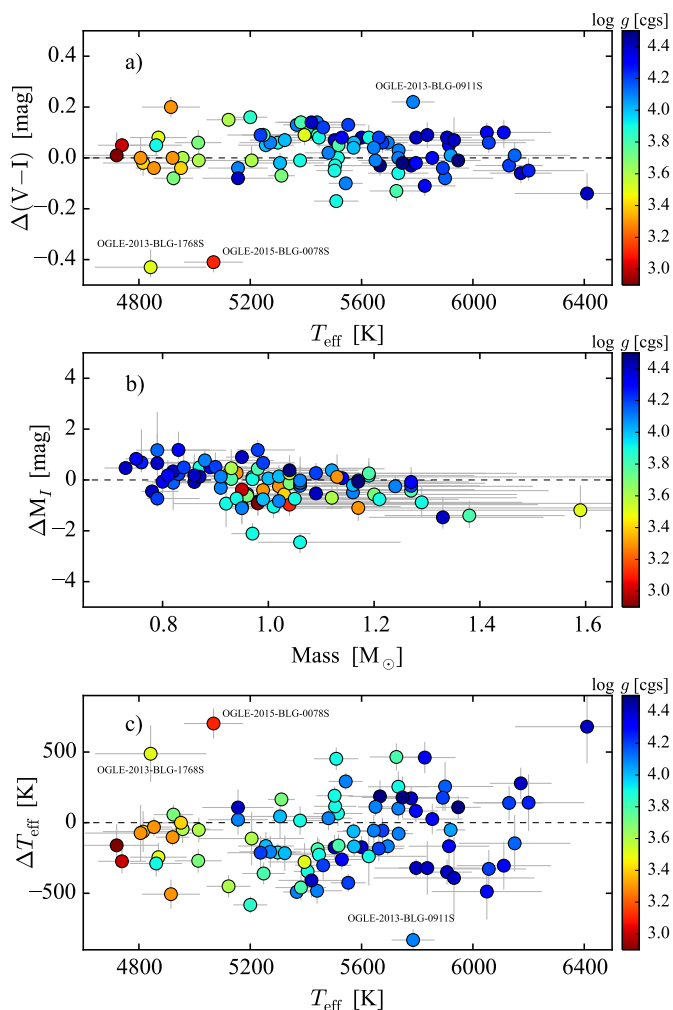 log g [cgs]
a)
OGLE-2013-BLG-0911S
OGLE-2013-BLG-1768S
OGLE-2015-BLG-0078S
Δ(V−I) [mag]
0.4
0.2
0.0
−0.2
−0.4
4800 5200 5600 6000 6400
T_eff [K]
4.4
4.2
4.0
3.8
3.6
3.4
3.2
3.0
log g [cgs]
b)
ΔM_I [mag]
4
2
0
−2
−4
0.8 1.0 1.2 1.4 1.6
Mass [M_⊙]
4.4
4.2
4.0
3.8
3.6
3.4
3.2
3.0
log g [cgs]
c)
OGLE-2015-BLG-0078S
OGLE-2013-BLG-1768S
OGLE-2013-BLG-0911S
ΔT_eff [K]
500
0
−500
4800 5200 5600 6000 6400
T_eff [K]
4.4
4.2
4.0
3.8
3.6
3.4
3.2
3.0